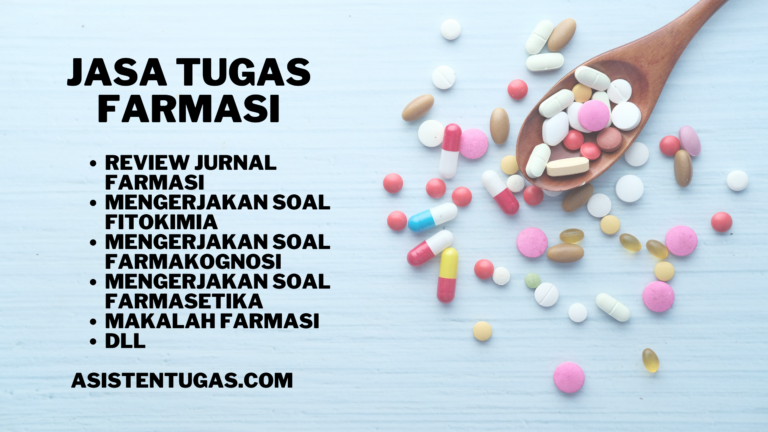 JASA TUGAS
FARMASI
• REVIEW JURNAL
FARMASI
• MENGERJAKAN SOAL
FITOKIMIA
• MENGERJAKAN SOAL
FARMAKOGNOSI
• MENGERJAKAN SOAL
FARMASETIKA
• MAKALAH FARMASI
• DLL
ASISTENTUGAS.COM